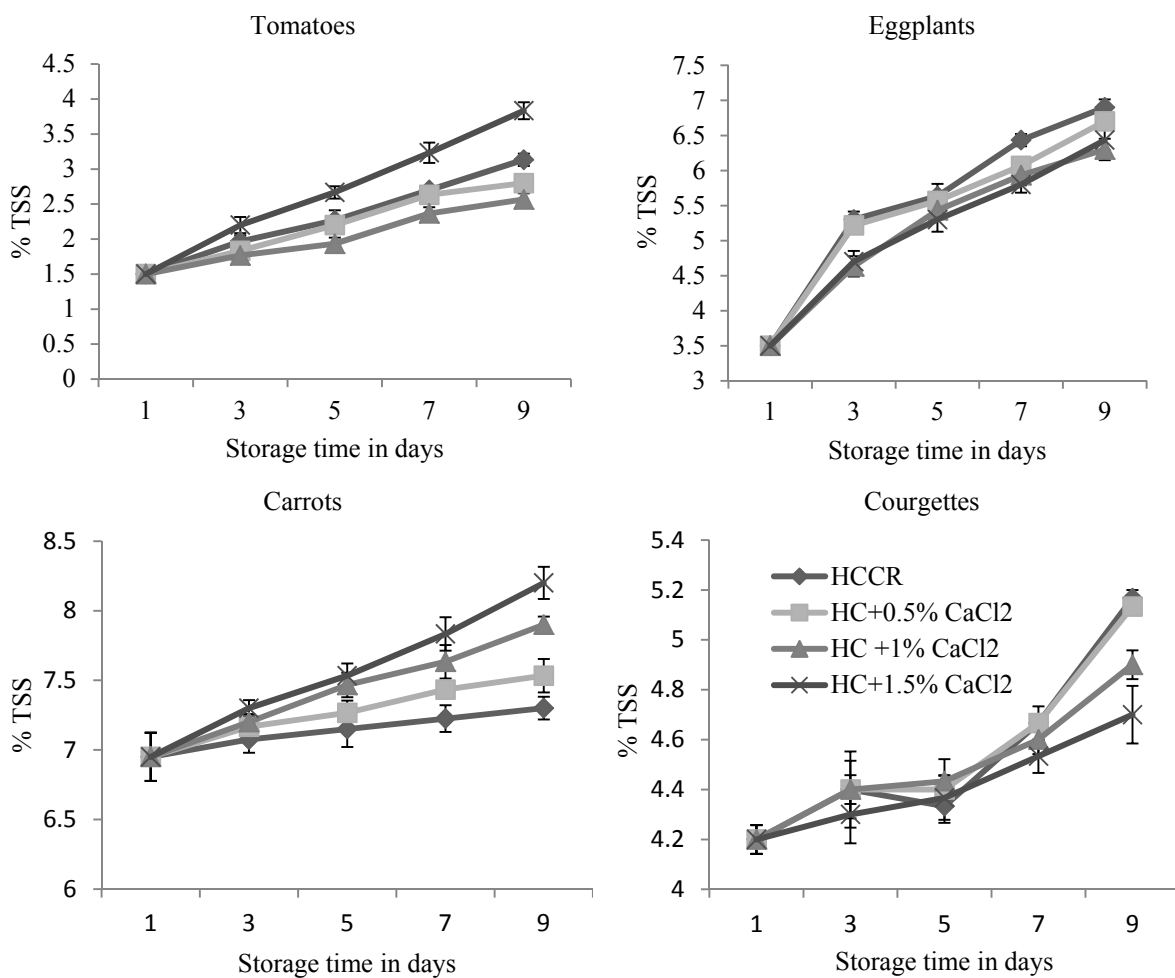 Tomatoes
% TSS
4.5
4
3.5
3
2.5
2
1.5
1
0.5
0
1 3 5 7 9
Storage time in days
Eggplants
% TSS
7.5
7
6.5
6
5.5
5
4.5
4
3.5
3
1 3 5 7 9
Storage time in days
Carrots
% TSS
8.5
8
7.5
7
6.5
6
1 3 5 7 9
Storage time in days
Courgettes
% TSS
5.4
5.2
5
4.8
4.6
4.4
4.2
4
HCCR
HC+0.5% CaCl2
HC +1% CaCl2
HC+1.5% CaCl2
1 3 5 7 9
Storage time in days